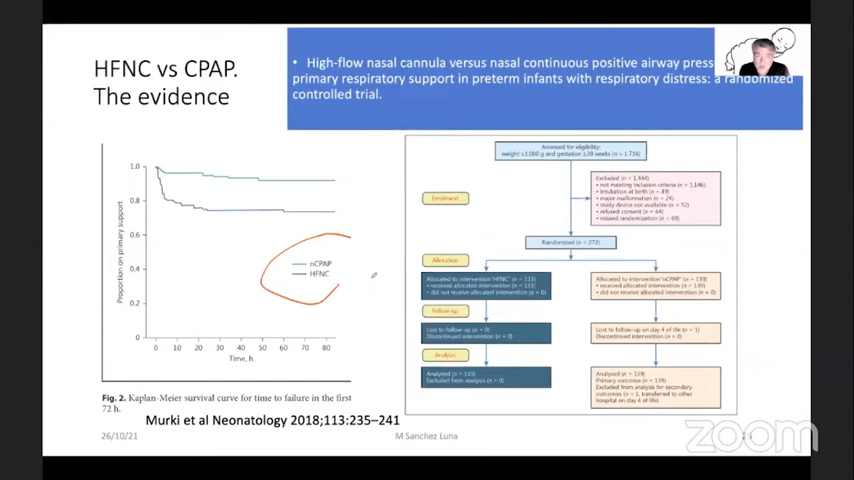 HFNC vs CPAP.
The evidence
• High-flow nasal cannula versus nasal continuous positive airway press
primary respiratory support in preterm infants with respiratory distress: a randomized
controlled trial.
1.0
0.8
0.6
0.4
0.2
0
Proportion on primary support
nCPAP
HFNC
0 10 20 30 40 50 60 70 80
Time, h
Fig. 2. Kaplan-Meier survival curve for time to failure in the first
72 h.
Murki et al Neonatology 2018;113:235–241
Assessed for eligibility:
weight ≥1,000 g and gestation ≥28 weeks (n = 1,716)
Enrollment
Excluded (n = 1,444)
• not meeting inclusion criteria (n = 1,146)
• intubation at birth (n = 89)
• major malformation (n = 24)
• study device not available (n = 52)
• refused consent (n = 64)
• missed randomization (n = 69)
Randomized (n = 272)
Allocation
Allocated to intervention "HFNC" (n = 133)
• received allocated intervention (n = 133)
• did not receive allocated intervention (n = 0)
Allocated to intervention "nCPAP" (n = 139)
• received allocated intervention (n = 139)
• did not receive allocated intervention (n = 0)
Follow-up
Lost to follow-up (n = 0)
Discontinued intervention (n = 0)
Lost to follow-up on day 4 of life (n = 1)
Discontinued intervention (n = 0)
Analysis
Analyzed (n = 133)
Excluded from analysis (n = 0)
Analyzed (n = 139)
Primary outcome (n = 139)
Excluded from analysis for secondary
outcomes (n = 1, transferred to other
hospital on day 4 of life)
26/10/21
M Sanchez Luna
zoom